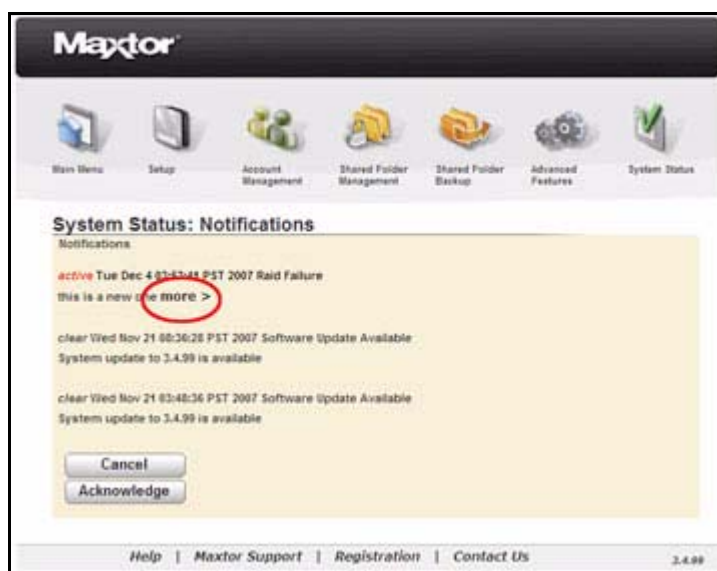 Maxtor
Main Menu
Setup
Account Management
Shared Folder Management
Shared Folder Backup
Advanced Features
System Status
System Status: Notifications
Notifications
active Tue Dec 4 03:53:41 PST 2007 Raid Failure
this is a new one more >
clear Wed Nov 21 08:36:28 PST 2007 Software Update Available
System update to 3.4.99 is available
clear Wed Nov 21 03:48:36 PST 2007 Software Update Available
System update to 3.4.99 is available
Cancel
Acknowledge
Help | Maxtor Support | Registration | Contact Us
3.4.99